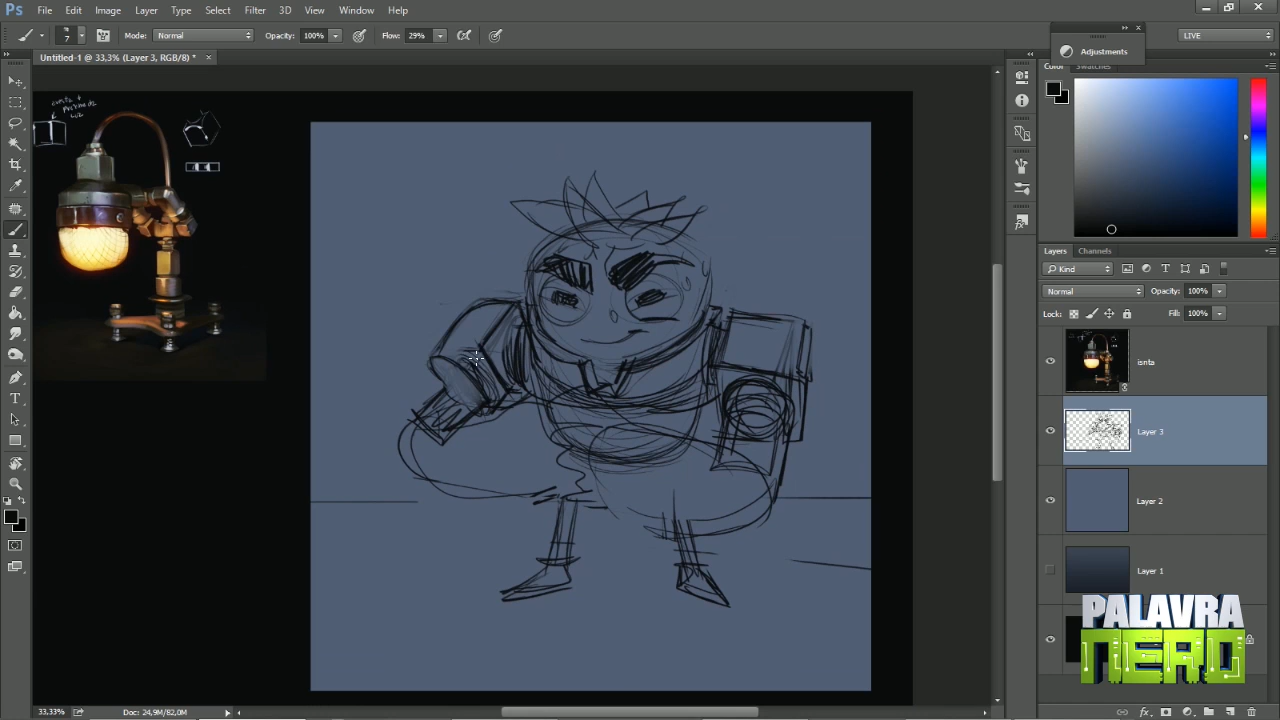 Ps File Edit Image Layer Type Select Filter 3D View Window Help
7 Mode: Normal Opacity: 100% Flow: 29% LIVE
Adjustments
Untitled-1 @ 33,3% (Layer 3, RGB/8) * ×
Color Swatches
Layers Channels
Kind
Normal Opacity: 100%
Lock: Fill: 100%
isnta
Layer 3
Layer 2
Layer 1
PALAVRA
NERD
33,33% Doc: 24,9M/82,0M